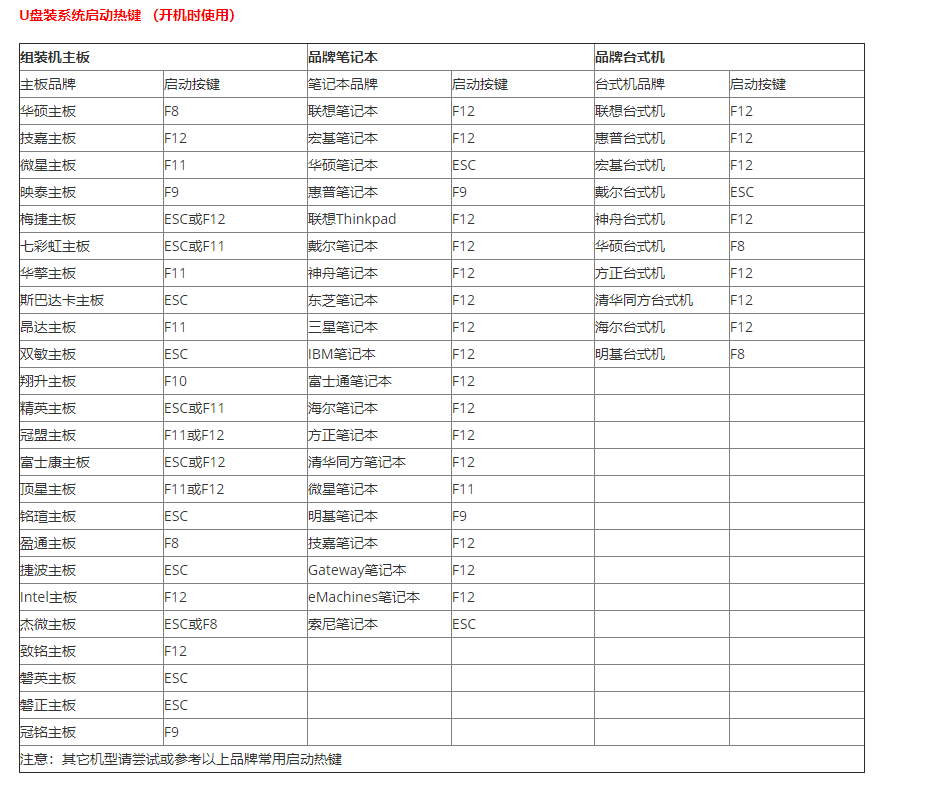 U盘装系统启动热键 （开机时使用）
组装机主板 品牌笔记本 品牌台式机
主板品牌 启动按键 笔记本品牌 启动按键 台式机品牌 启动按键
华硕主板 F8 联想笔记本 F12 联想台式机 F12
技嘉主板 F12 宏基笔记本 F12 惠普台式机 F12
微星主板 F11 华硕笔记本 ESC 宏基台式机 F12
映泰主板 F9 惠普笔记本 F9 戴尔台式机 ESC
梅捷主板 ESC或F12 联想Thinkpad F12 神舟台式机 F12
七彩虹主板 ESC或F11 戴尔笔记本 F12 华硕台式机 F8
华擎主板 F11 神舟笔记本 F12 方正台式机 F12
斯巴达卡主板 ESC 东芝笔记本 F12 清华同方台式机 F12
昂达主板 F11 三星笔记本 F12 海尔台式机 F12
双敏主板 ESC IBM笔记本 F12 明基台式机 F8
翔升主板 F10 富士通笔记本 F12
精英主板 ESC或F11 海尔笔记本 F12
冠盟主板 F11或F12 方正笔记本 F12
富士康主板 ESC或F12 清华同方笔记本 F12
顶星主板 F11或F12 微星笔记本 F11
铭瑄主板 ESC 明基笔记本 F9
盈通主板 F8 技嘉笔记本 F12
捷波主板 ESC Gateway笔记本 F12
Intel主板 F12 eMachines笔记本 F12
杰微主板 ESC或F8 索尼笔记本 ESC
致铭主板 F12
磐英主板 ESC
磐正主板 ESC
冠铭主板 F9
注意：其它机型请尝试或参考以上品牌常用启动热键